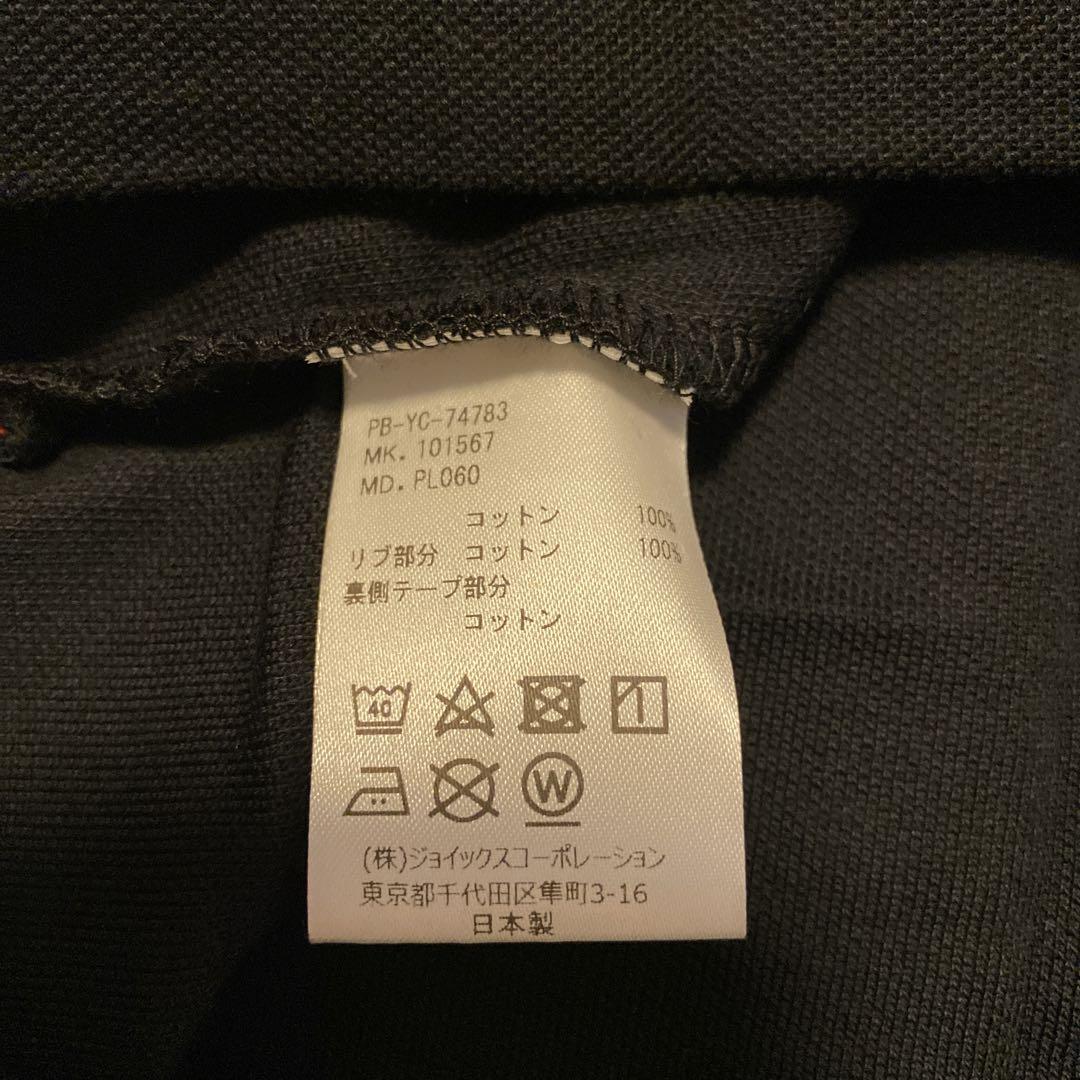 PB-YC-74783
MK. 101567
MD. PL060
コットン 100%
リブ部分 コットン 100%
裏側テープ部分
コットン
40
W
(株)ジョイックスコーポレーション
東京都千代田区隼町3-16
日本製